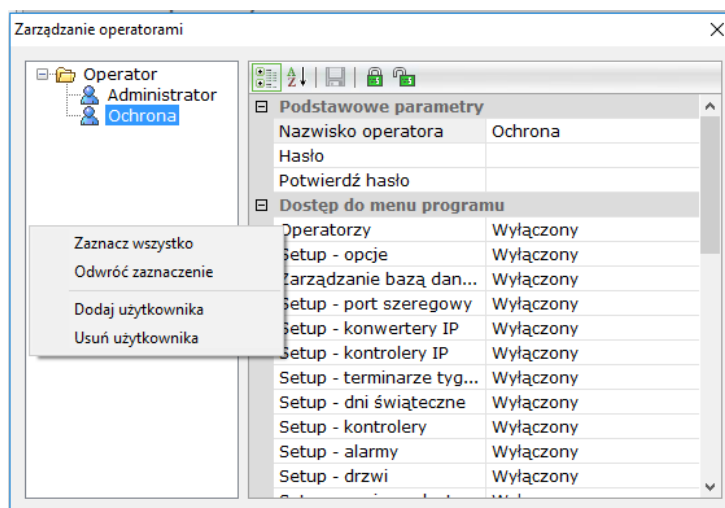 Zarządzanie operatorami
Operator
Administrator
Ochrona
Zaznacz wszystko
Odwróć zaznaczenie
Dodaj użytkownika
Usuń użytkownika
Podstawowe parametry
Nazwisko operatora Ochrona
Hasło
Potwierdź hasło
Dostęp do menu programu
Operatorzy Wyłączony
Setup - opcje Wyłączony
Zarządzanie bazą dan... Wyłączony
Setup - port szeregowy Wyłączony
Setup - konwertery IP Wyłączony
Setup - kontrolery IP Wyłączony
Setup - terminarze tyg... Wyłączony
Setup - dni świąteczne Wyłączony
Setup - kontrolery Wyłączony
Setup - alarmy Wyłączony
Setup - drzwi Wyłączony